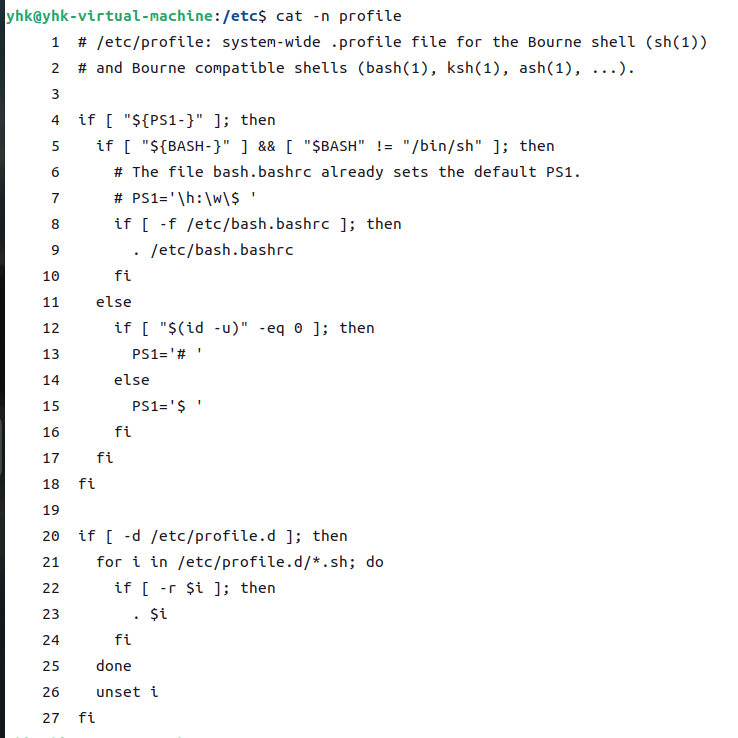 yhk@yhk-virtual-machine:/etc$ cat -n profile
     1  # /etc/profile: system-wide .profile file for the Bourne shell (sh(1))
     2  # and Bourne compatible shells (bash(1), ksh(1), ash(1), ...).
     3
     4  if [ "${PS1-}" ]; then
     5    if [ "${BASH-}" ] && [ "$BASH" != "/bin/sh" ]; then
     6      # The file bash.bashrc already sets the default PS1.
     7      # PS1='\h:\w\$ '
     8      if [ -f /etc/bash.bashrc ]; then
     9        . /etc/bash.bashrc
    10      fi
    11    else
    12      if [ "$(id -u)" -eq 0 ]; then
    13        PS1='# '
    14      else
    15        PS1='$ '
    16      fi
    17    fi
    18  fi
    19
    20  if [ -d /etc/profile.d ]; then
    21    for i in /etc/profile.d/*.sh; do
    22      if [ -r $i ]; then
    23        . $i
    24      fi
    25    done
    26    unset i
    27  fi